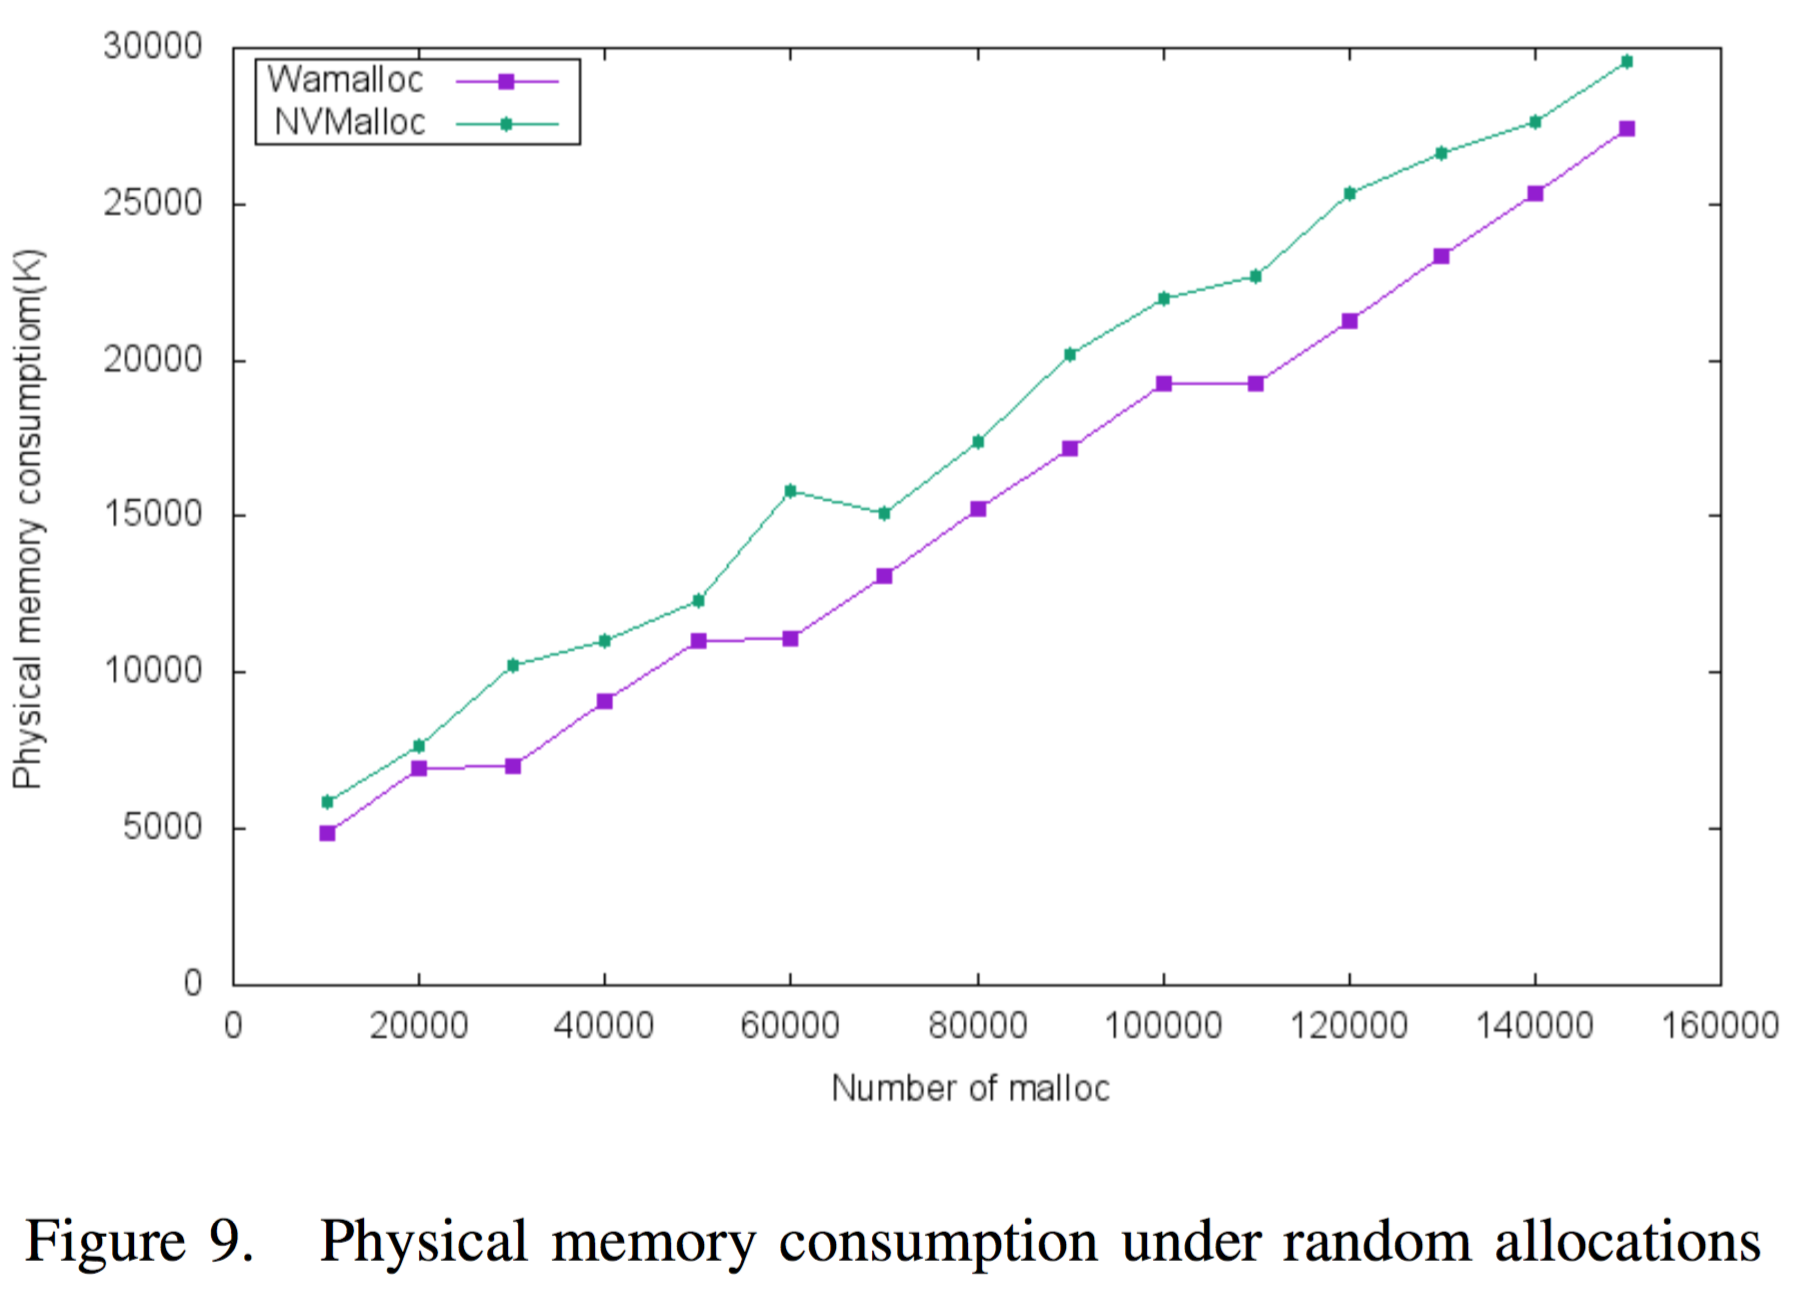 30000
25000
20000
15000
10000
5000
0
Physical memory consumptiom(K)
Wamalloc
NVMalloc
0 20000 40000 60000 80000 100000 120000 140000 160000
Number of malloc
Figure 9. Physical memory consumption under random allocations